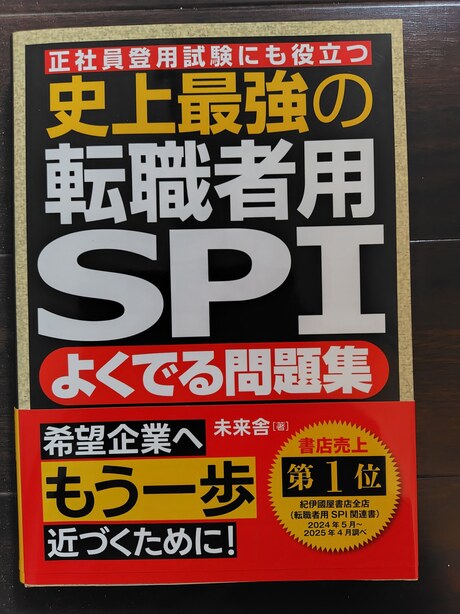 正社員登用試験にも役立つ
史上最強の
転職者用
SPI
よくでる問題集
未来舎[著]
希望企業へ
もう一歩
近づくために!
書店売上
第1位
紀伊國屋書店全店
(転職者用SPI関連書)
2024年5月~
2025年4月調べ